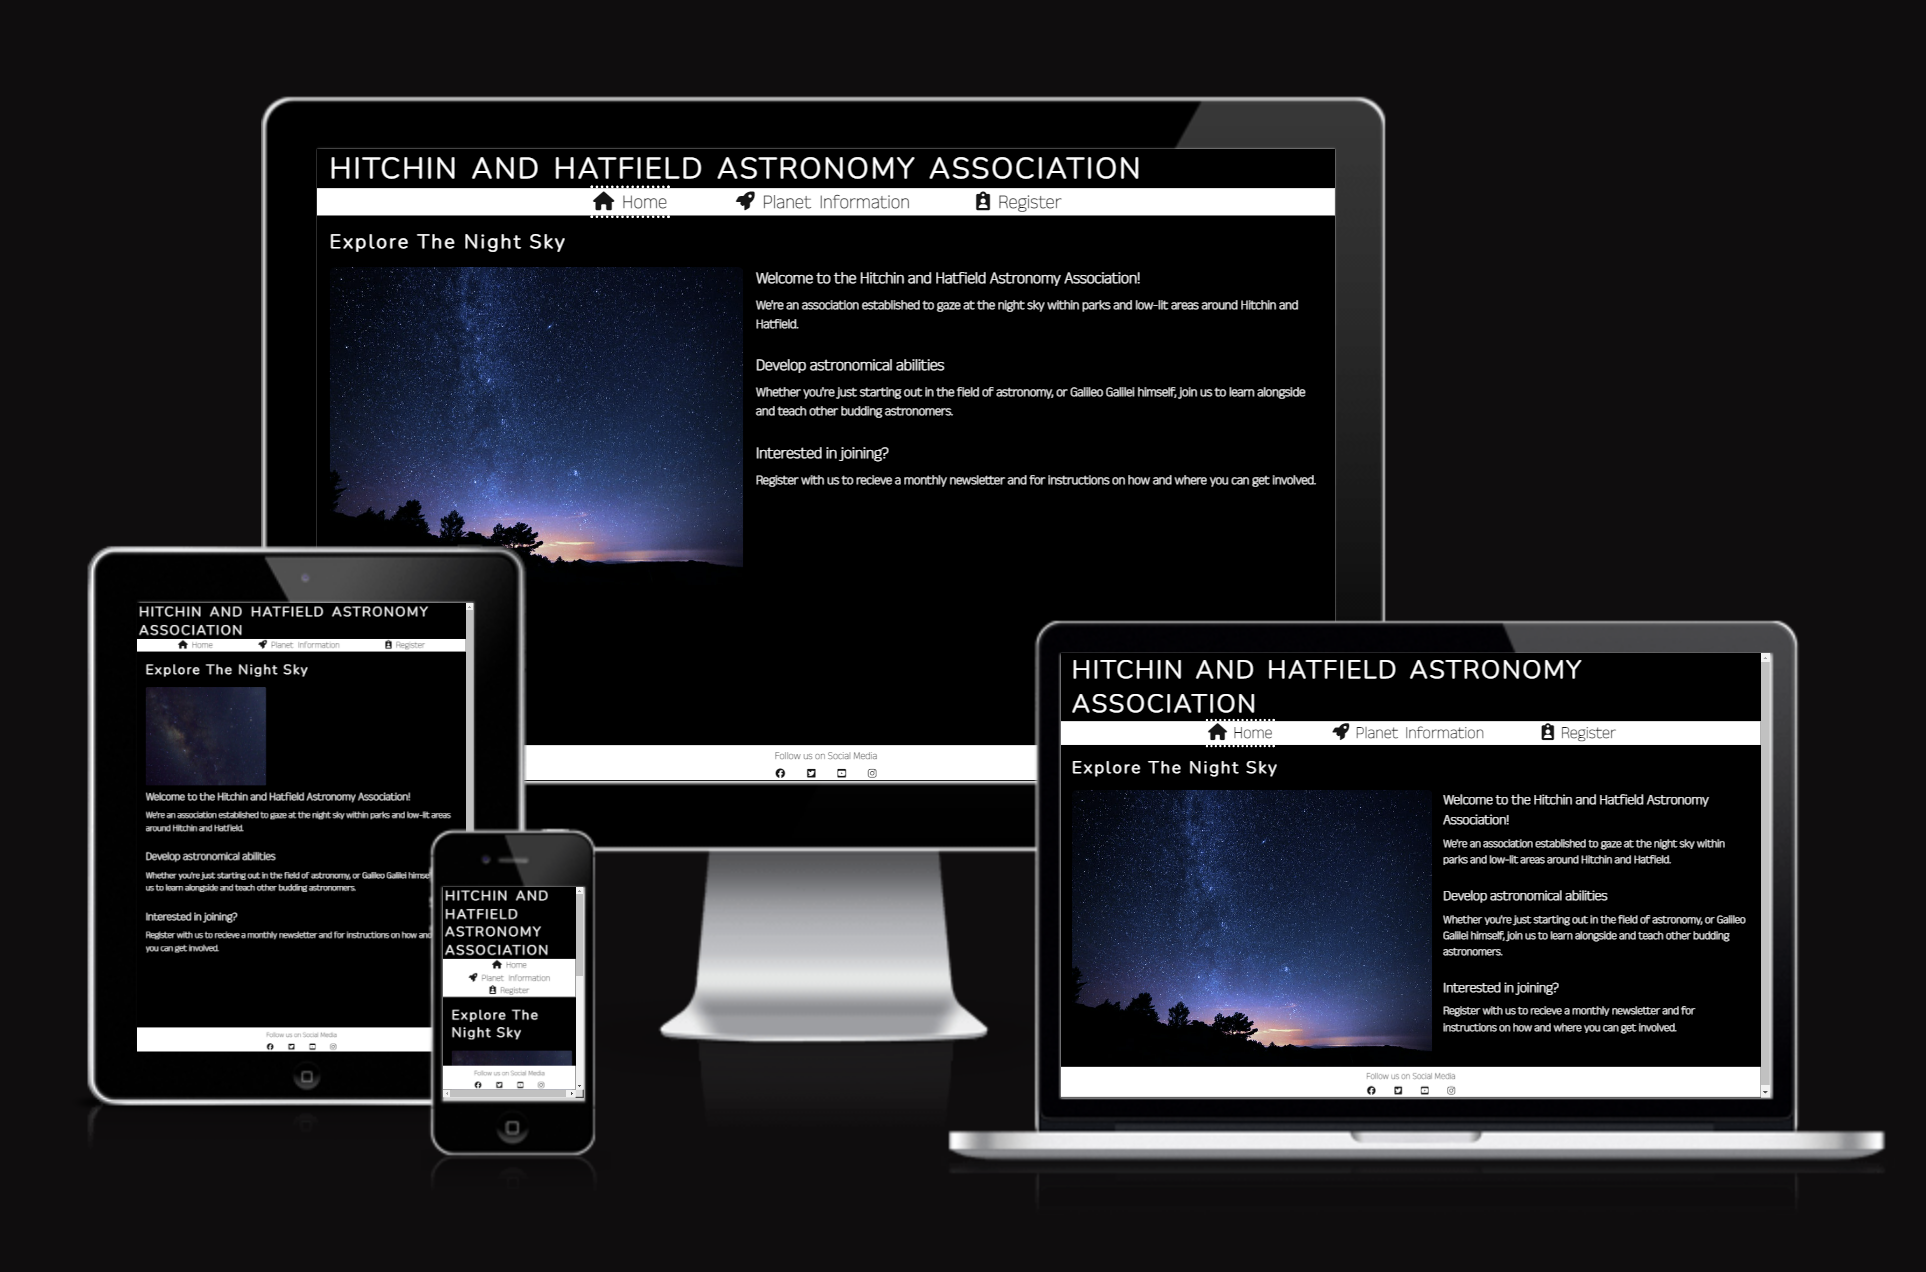 HITCHIN AND HATFIELD ASTRONOMY ASSOCIATION
Home Planet Information Register
Explore The Night Sky
Welcome to the Hitchin and Hatfield Astronomy Association!
We're an association established to gaze at the night sky within parks and low-lit areas around Hitchin and
Hatfield.
Develop astronomical abilities
Whether you're just starting out in the field of astronomy, or Galileo Galilei himself, join us to learn alongside
and teach other budding astronomers.
Interested in joining?
Register with us to recieve a monthly newsletter and for instructions on how and where you can get involved.
Follow us on Social Media
HITCHIN AND HATFIELD ASTRONOMY
ASSOCIATION
Home Planet Information Register
Explore The Night Sky
Welcome to the Hitchin and Hatfield Astronomy Association!
We're an association established to gaze at the night sky within parks and low-lit areas
around Hitchin and Hatfield.
Develop astronomical abilities
Whether you're just starting out in the field of astronomy, or Galileo Galilei
us to learn alongside and teach other budding astronomers.
Interested in joining?
Register with us to recieve a monthly newsletter and for instructions on how and
you can get involved.
Follow us on Social Media
HITCHIN AND
HATFIELD
ASTRONOMY
ASSOCIATION
Home
Planet Information
Register
Explore The
Night Sky
Follow us on Social Media
HITCHIN AND HATFIELD ASTRONOMY
ASSOCIATION
Home Planet Information Register
Explore The Night Sky
Welcome to the Hitchin and Hatfield Astronomy
Association!
We're an association established to gaze at the night sky within
parks and low-lit areas around Hitchin and Hatfield.
Develop astronomical abilities
Whether you're just starting out in the field of astronomy, or Galileo
Galilei himself, join us to learn alongside and teach other budding
astronomers.
Interested in joining?
Register with us to recieve a monthly newsletter and for
instructions on how and where you can get involved.
Follow us on Social Media